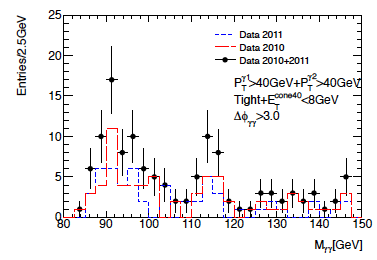 Entries/2.5GeV
25
20
15
10
5
0
Data 2011
Data 2010
Data 2010+2011
P_T^γ1>40GeV+P_T^γ2>40GeV
Tight+E_T^cone40<8GeV
Δϕ_γγ>3.0
80 90 100 110 120 130 140 150
M_γγ[GeV]